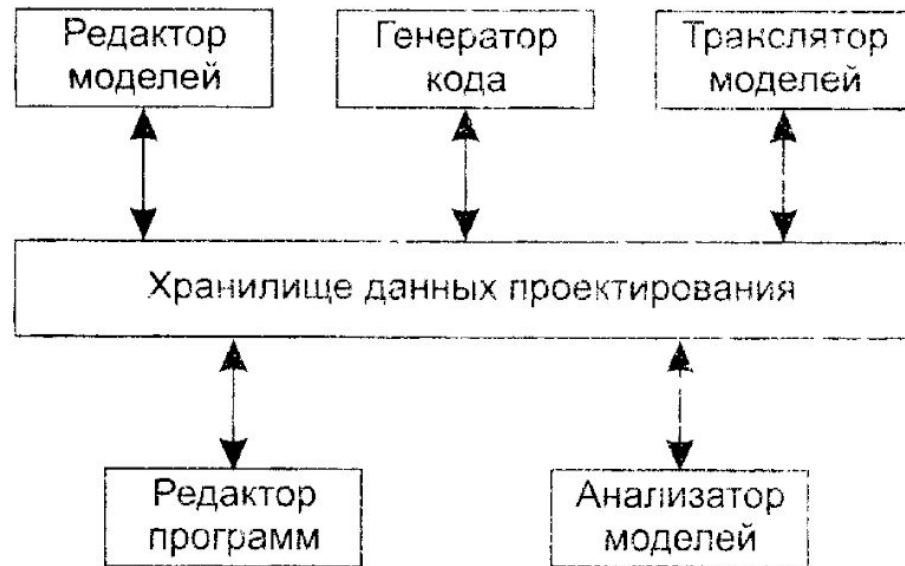 Редактор
моделей
Генератор
кода
Транслятор
моделей
Хранилище данных проектирования
Редактор
программ
Анализатор
моделей